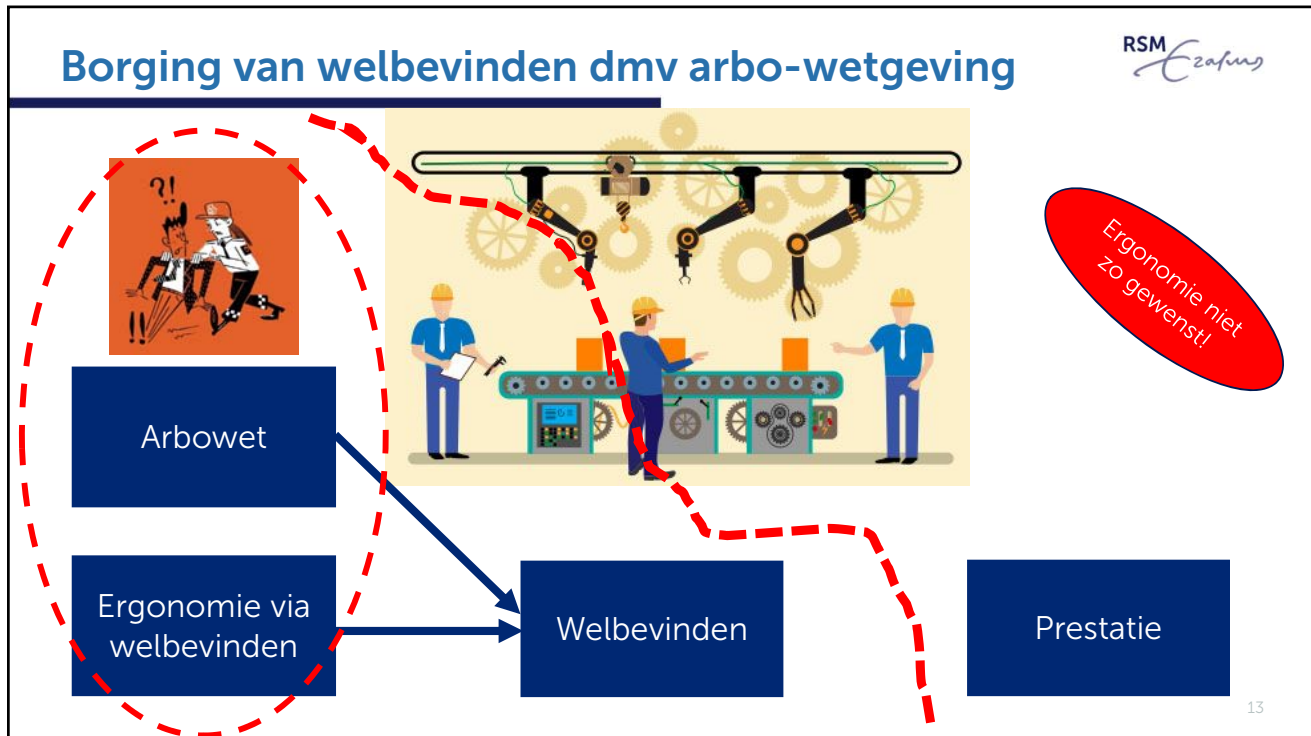 Borging van welbevinden dmv arbo-wetgeving
RSM
Erasmus
?!
!!
Ergonomie niet
zo gewenst!
Arbowet
Ergonomie via
welbevinden
Welbevinden
Prestatie
13